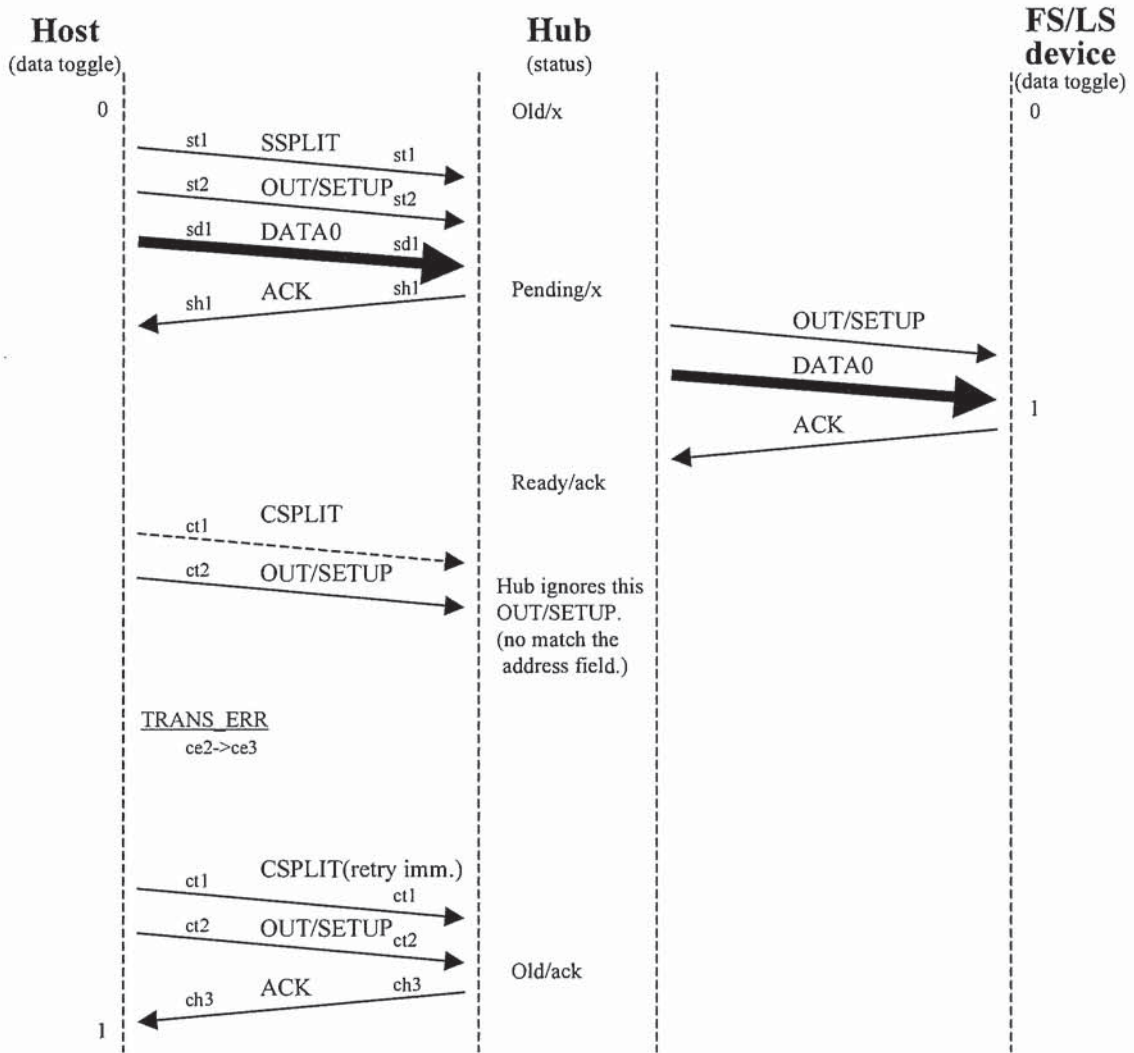 Host
(data toggle)
Hub
(status)
FS/LS
device
(data toggle)
0
Old/x
0
st1 SSPLIT st1
st2 OUT/SETUP st2
sd1 DATA0 sd1
sh1 ACK sh1
Pending/x
OUT/SETUP
DATA0
1
ACK
Ready/ack
ct1 CSPLIT
ct2 OUT/SETUP
Hub ignores this
OUT/SETUP.
(no match the
address field.)
TRANS_ERR
ce2->ce3
ct1 CSPLIT(retry imm.) ct1
ct2 OUT/SETUP ct2
Old/ack
ch3 ACK ch3
1